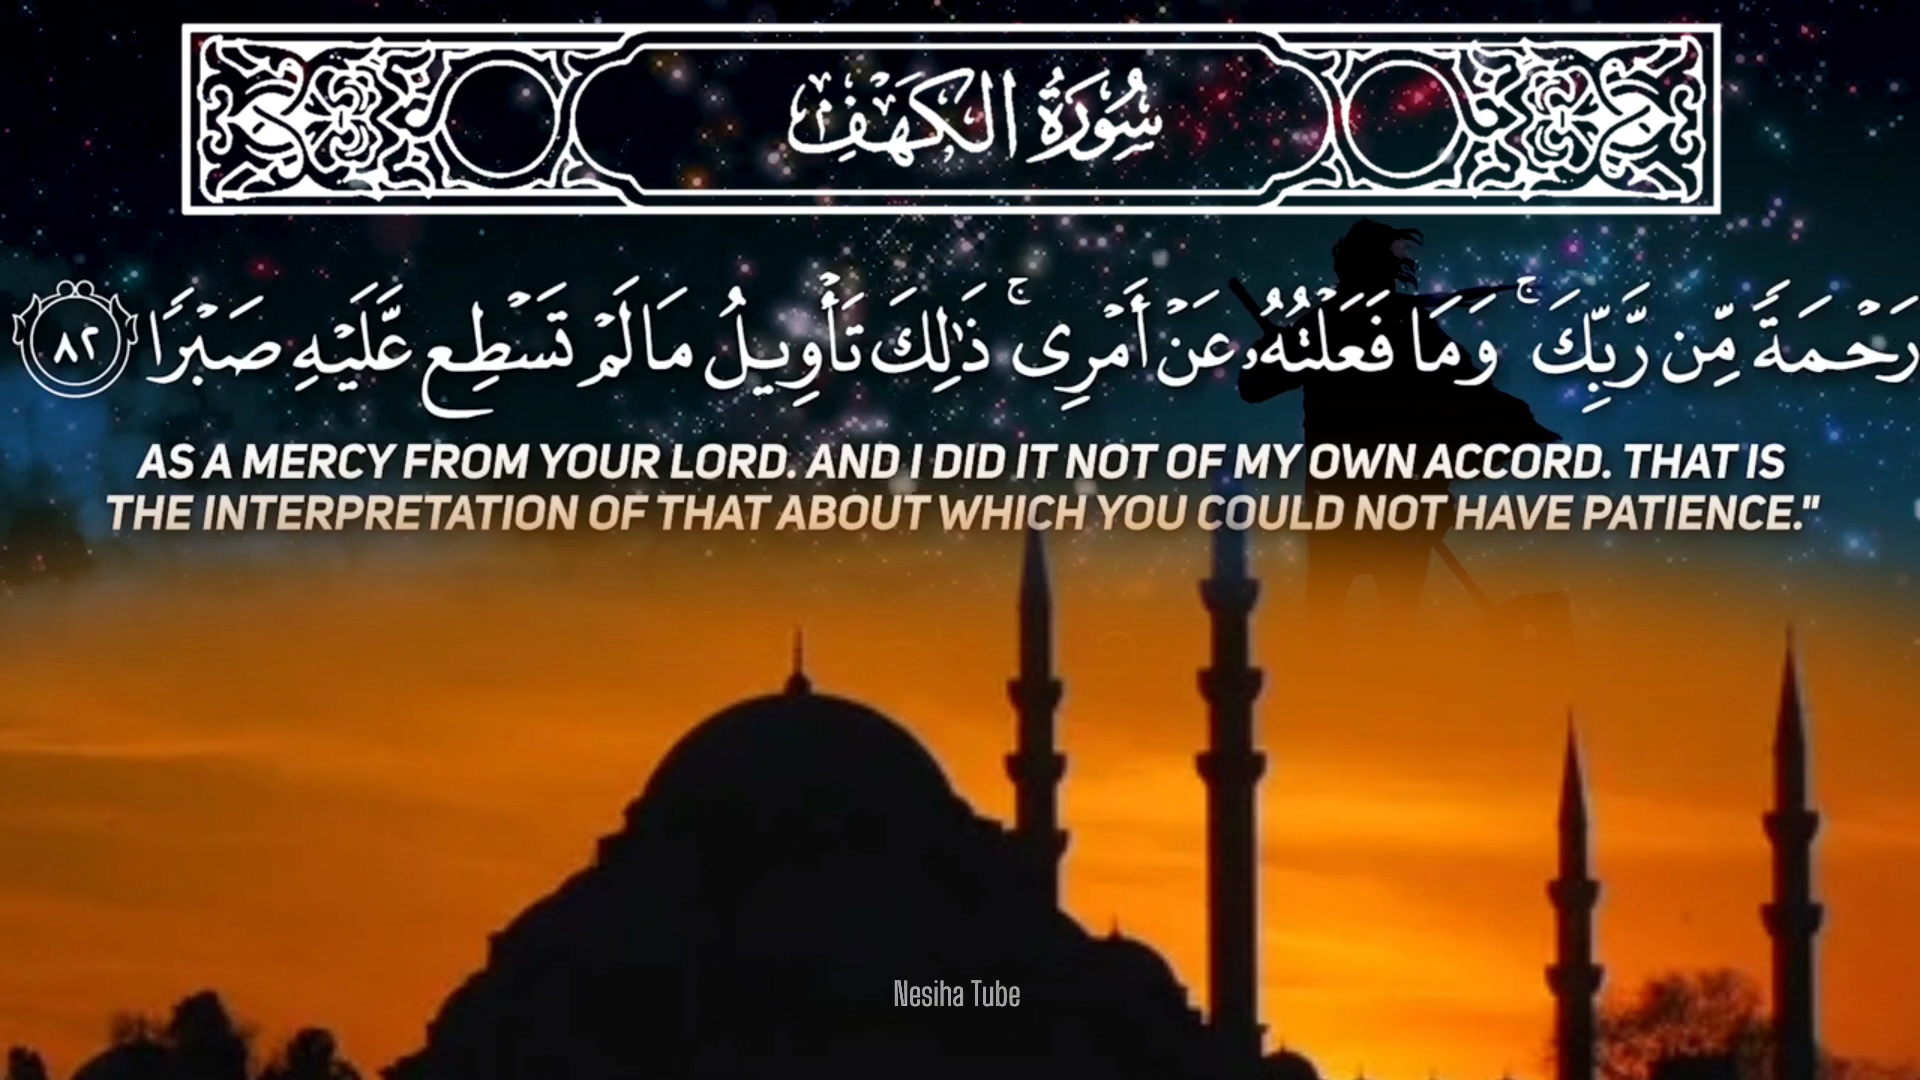 سُورَةُ الكَهْفِ
رَحْمَةً مِّن رَّبِّكَ ۚ وَمَا فَعَلْتُهُۥ عَنْ أَمْرِى ۚ ذَٰلِكَ تَأْوِيلُ مَا لَمْ تَسْطِع عَّلَيْهِ صَبْرًا ٨٢
AS A MERCY FROM YOUR LORD. AND I DID IT NOT OF MY OWN ACCORD. THAT IS
THE INTERPRETATION OF THAT ABOUT WHICH YOU COULD NOT HAVE PATIENCE."
Nesiha Tube